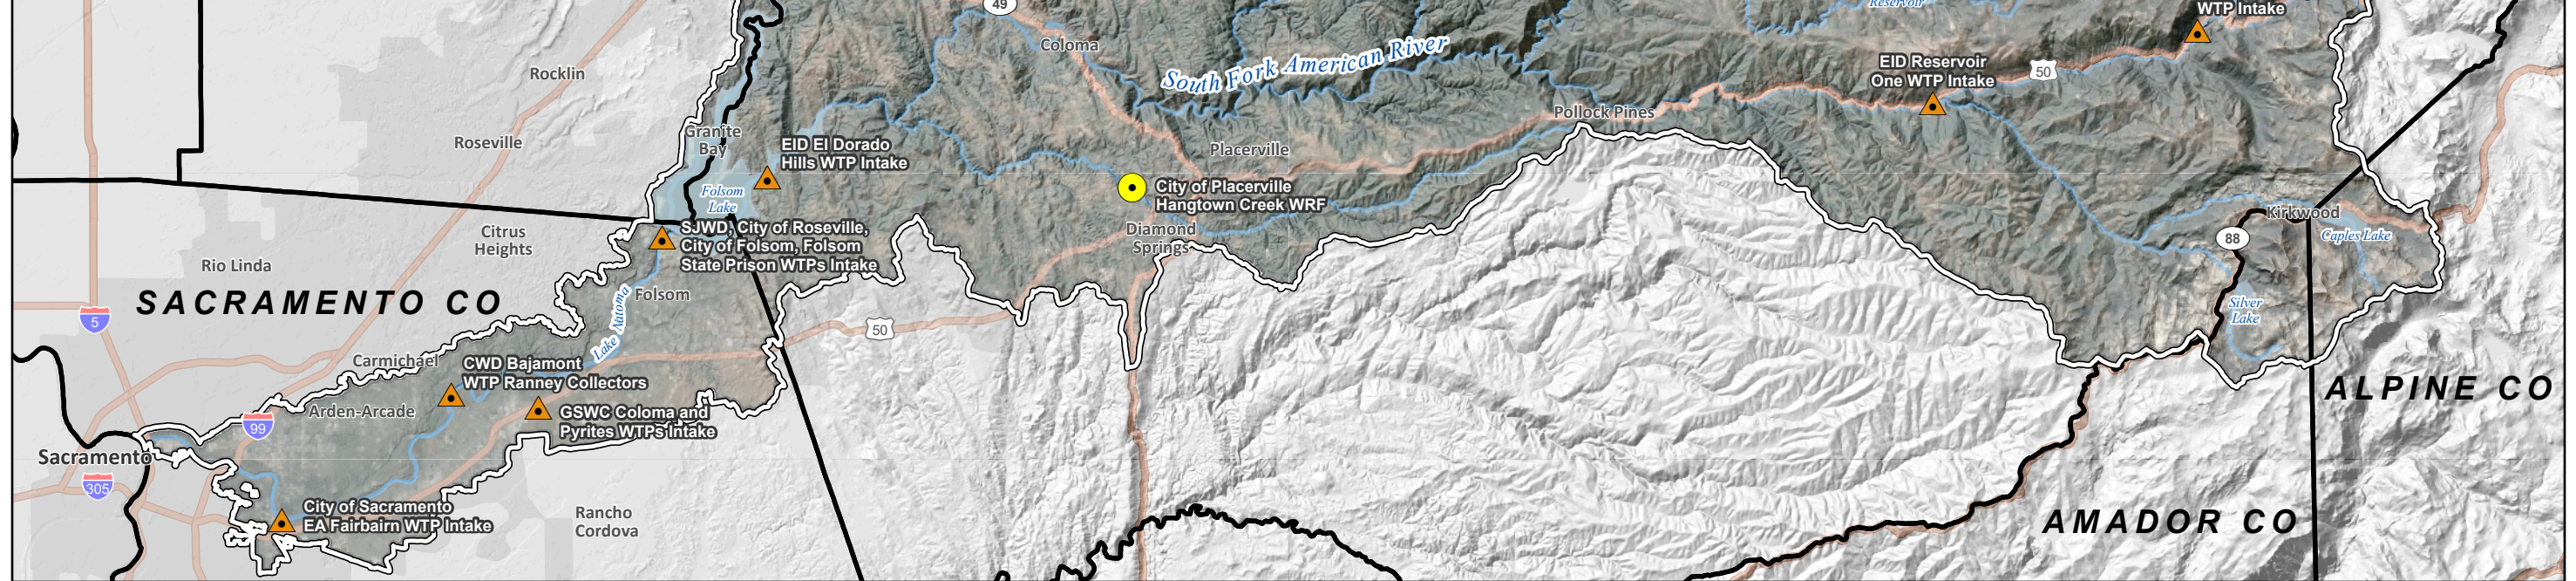 49
Reservoir
WTP Intake
Coloma
South Fork American River
Rocklin
EID Reservoir
One WTP Intake
50
Pollock Pines
Granite
Bay
Roseville
EID El Dorado
Hills WTP Intake
Placerville
Folsom
Lake
City of Placerville
Hangtown Creek WRF
Kirkwood
Citrus
Heights
SJWD, City of Roseville,
City of Folsom, Folsom
State Prison WTPs Intake
Diamond
Springs
88
Caples Lake
Rio Linda
Folsom
SACRAMENTO CO
Lake Natoma
Silver
Lake
5
50
Carmichael
CWD Bajamont
WTP Ranney Collectors
ALPINE CO
Arden-Arcade
GSWC Coloma and
Pyrites WTPs Intake
99
Sacramento
305
City of Sacramento
EA Fairbairn WTP Intake
Rancho
Cordova
AMADOR CO